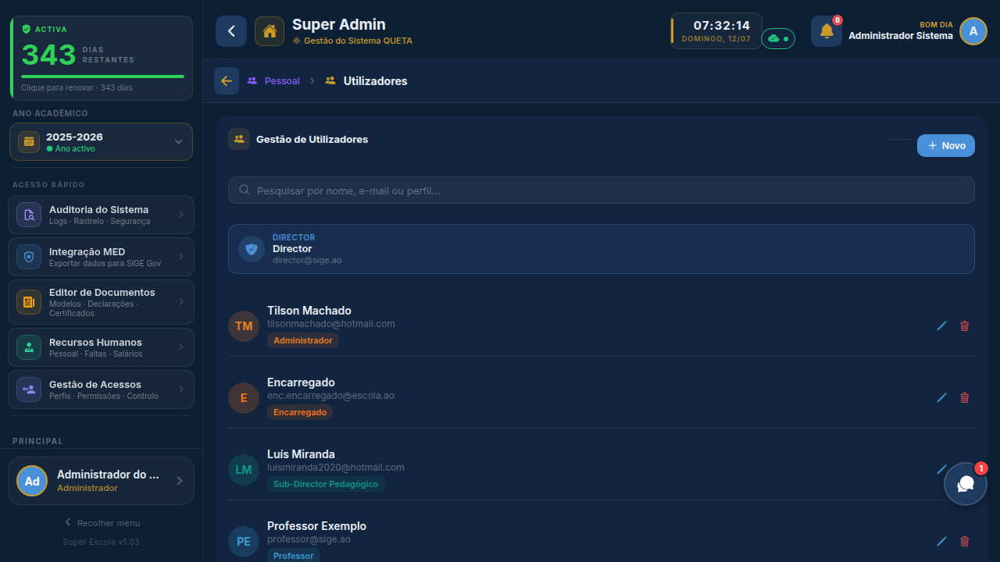 ACTIVA
343 DIAS RESTANTES
Clique para renovar · 343 dias
ANO ACADÉMICO
2025-2026
Ano activo
ACESSO RÁPIDO
Auditoria do Sistema
Logs · Rastreio · Segurança
Integração MED
Exportar dados para SIGE Gov
Editor de Documentos
Modelos · Declarações ·
Certificados
Recursos Humanos
Pessoal · Faltas · Salários
Gestão de Acessos
Perfis · Permissões · Controlo
PRINCIPAL
Ad
Administrador do ...
Administrador
Recolher menu
Super Escola v1.03
Super Admin
Gestão do Sistema QUETA
07:32:14
DOMINGO, 12/07
8
BOM DIA
Administrador Sistema
A
Pessoal
Utilizadores
Gestão de Utilizadores
Novo
Pesquisar por nome, e-mail ou perfil...
DIRECTOR
Director
director@sige.ao
TM
Tilson Machado
tilsonmachado@hotmail.com
Administrador
E
Encarregado
enc.encarregado@escola.ao
Encarregado
LM
Luís Miranda
luismiranda2020@hotmail.com
Sub-Director Pedagógico
1
PE
Professor Exemplo
professor@sige.ao
Professor